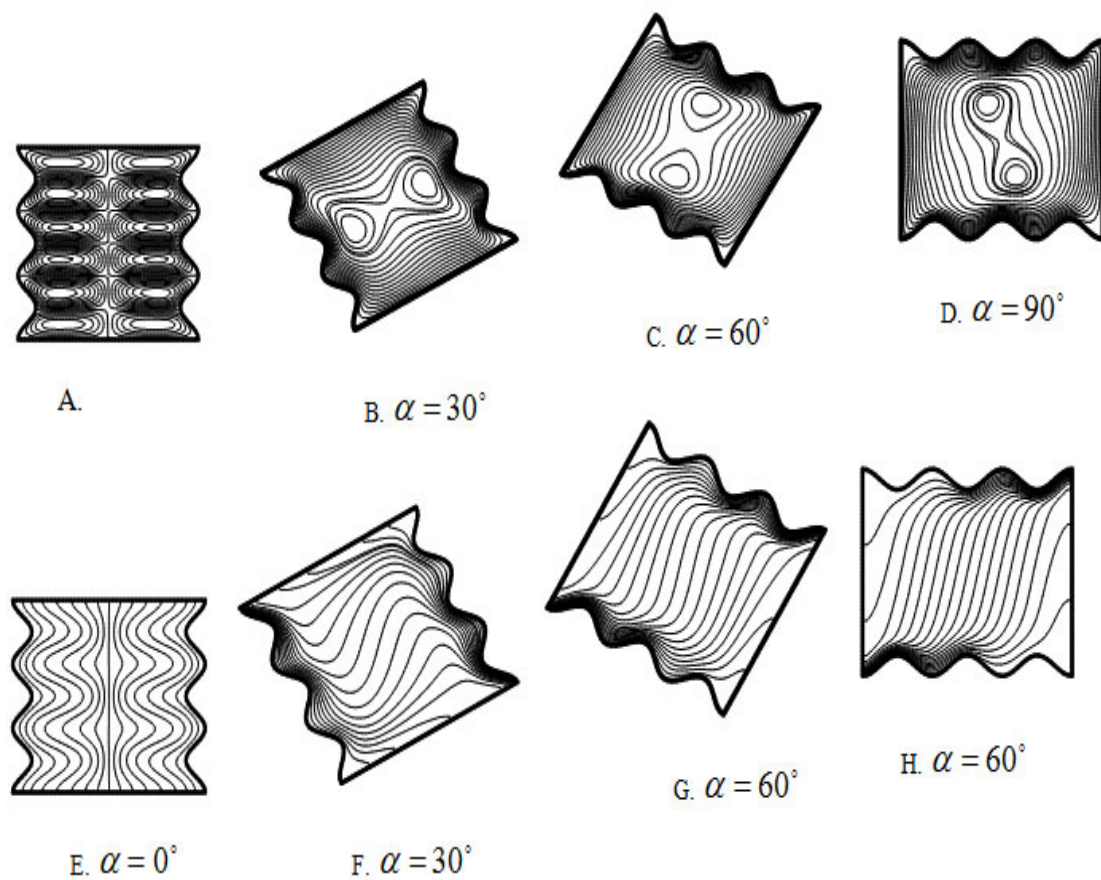 A.
B. α = 30°
C. α = 60°
D. α = 90°
E. α = 0°
F. α = 30°
G. α = 60°
H. α = 60°